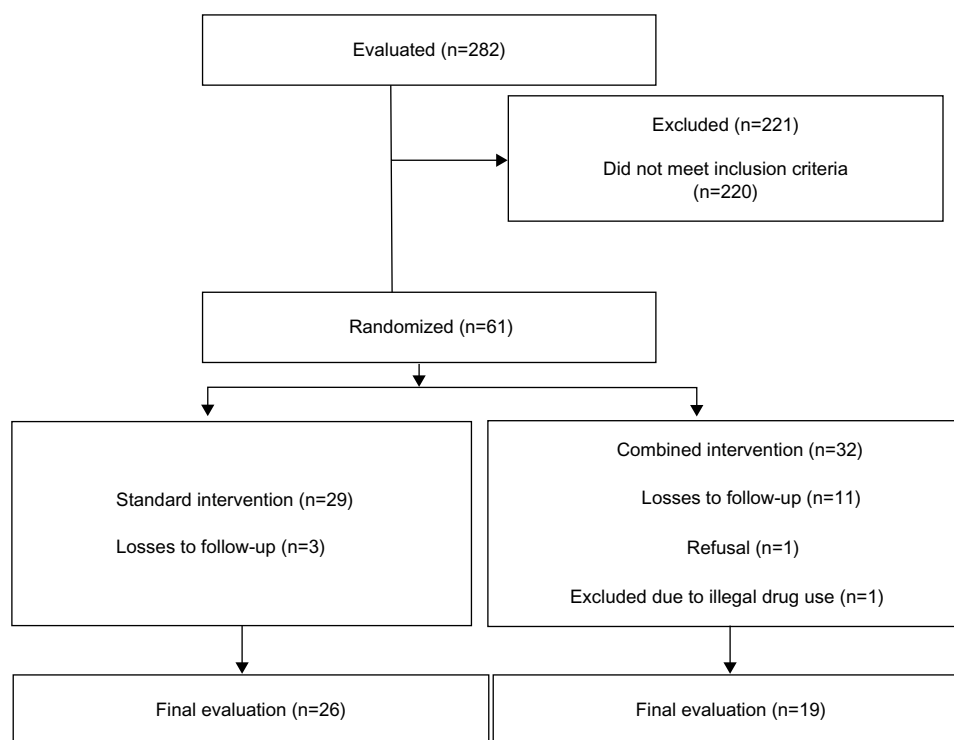 Evaluated (n=282)
Excluded (n=221)
Did not meet inclusion criteria
(n=220)
Randomized (n=61)
Standard intervention (n=29)
Losses to follow-up (n=3)
Combined intervention (n=32)
Losses to follow-up (n=11)
Refusal (n=1)
Excluded due to illegal drug use (n=1)
Final evaluation (n=26)
Final evaluation (n=19)